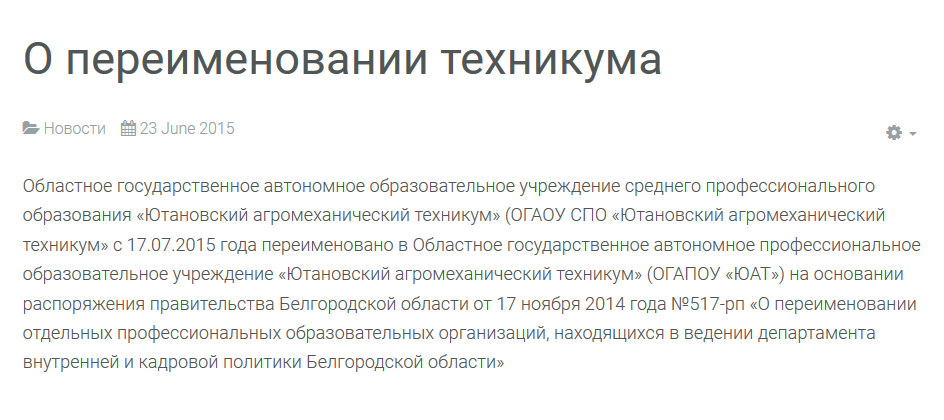 О переименовании техникума
Новости 23 June 2015
Областное государственное автономное образовательное учреждение среднего профессионального
образования «Ютановский агромеханический техникум» (ОГАОУ СПО «Ютановский агромеханический
техникум» с 17.07.2015 года переименовано в Областное государственное автономное профессиональное
образовательное учреждение «Ютановский агромеханический техникум» (ОГАПОУ «ЮАТ») на основании
распоряжения правительства Белгородской области от 17 ноября 2014 года №517-рп «О переименовании
отдельных профессиональных образовательных организаций, находящихся в ведении департамента
внутренней и кадровой политики Белгородской области»